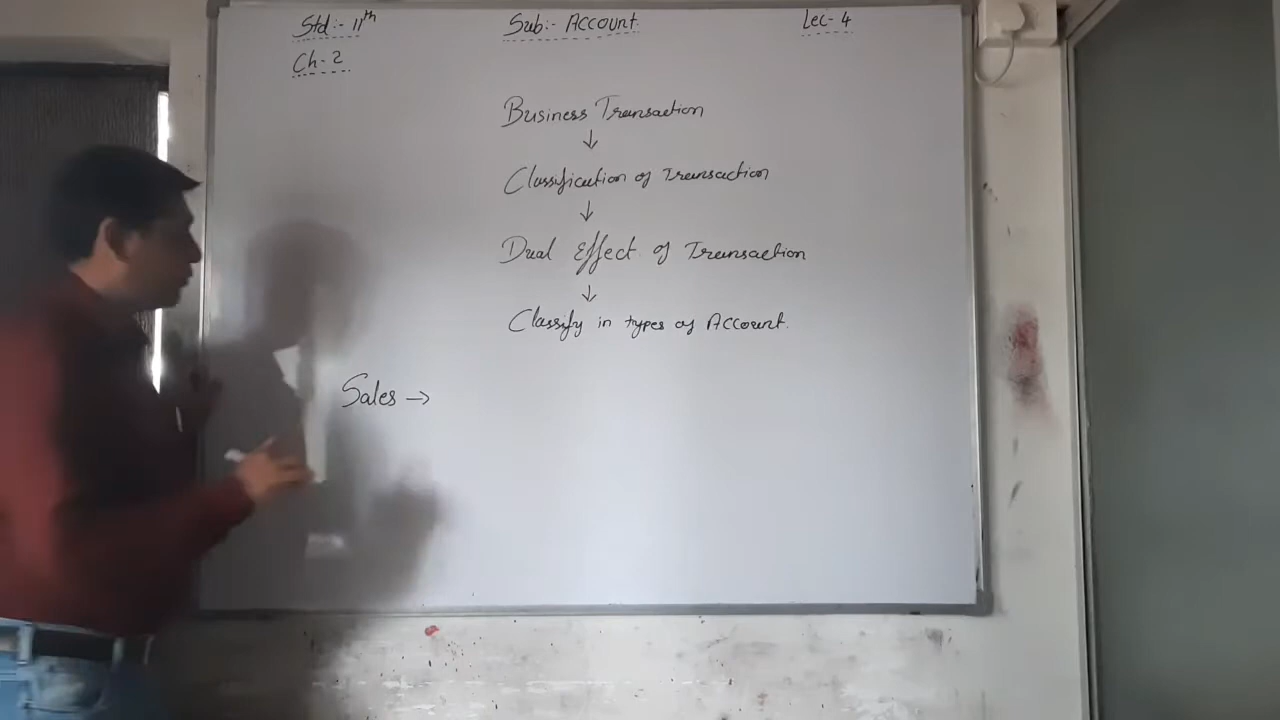 Std:- 11th Sub:- Account. Lec- 4
Ch- 2
Business Transaction
↓
Classification of Transaction
↓
Dual Effect of Transaction
↓
Classify in types of Account.
Sales →